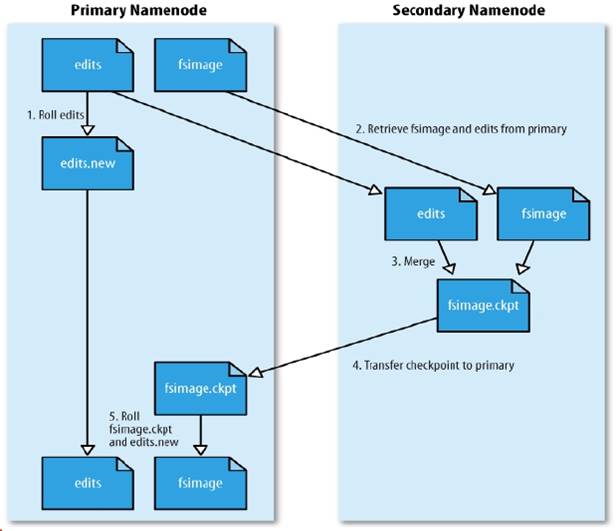 Primary Namenode
Secondary Namenode
edits
fsimage
1. Roll edits
2. Retrieve fsimage and edits from primary
edits.new
edits
fsimage
3. Merge
fsimage.ckpt
4. Transfer checkpoint to primary
fsimage.ckpt
5. Roll
fsimage.ckpt
and edits.new
edits
fsimage